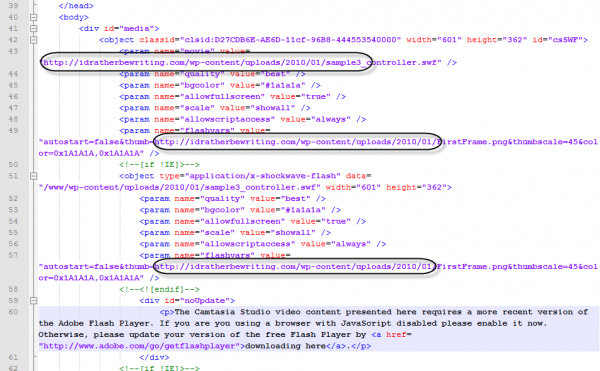 39 </head>
40 <body>
41 <div id="media">
42 <object classid="clsid:D27CDB6E-AE6D-11cf-96B8-444553540000" width="601" height="362" id="csSWF">
43 <param name="movie" value=
"http://idratherbewriting.com/wp-content/uploads/2010/01/sample3_controller.swf" />
44 <param name="quality" value="best" />
45 <param name="bgcolor" value="#1a1a1a" />
46 <param name="allowfullscreen" value="true" />
47 <param name="scale" value="showall" />
48 <param name="allowscriptaccess" value="always" />
49 <param name="flashvars" value=
"autostart=false&thumb=http://idratherbewriting.com/wp-content/uploads/2010/01/FirstFrame.png&thumbscale=45&col
or=0x1A1A1A,0x1A1A1A" />
50 <!--[if !IE]>-->
51 <object type="application/x-shockwave-flash" data=
"/www/wp-content/uploads/2010/01/sample3_controller.swf" width="601" height="362">
52 <param name="quality" value="best" />
53 <param name="bgcolor" value="#1a1a1a" />
54 <param name="allowfullscreen" value="true" />
55 <param name="scale" value="showall" />
56 <param name="allowscriptaccess" value="always" />
57 <param name="flashvars" value=
"autostart=false&thumb=http://idratherbewriting.com/wp-content/uploads/2010/01/FirstFrame.png&thumbscale=45&col
or=0x1A1A1A,0x1A1A1A" />
58 <!--<![endif]-->
59 <div id="noUpdate">
60 <p>The Camtasia Studio video content presented here requires a more recent version of
the Adobe Flash Player. If you are you using a browser with JavaScript disabled please enable it now.
Otherwise, please update your version of the free Flash Player by <a href=
"http://www.adobe.com/go/getflashplayer">downloading here</a>.</p>
61 </div>
62 <!--[if !IE]>-->